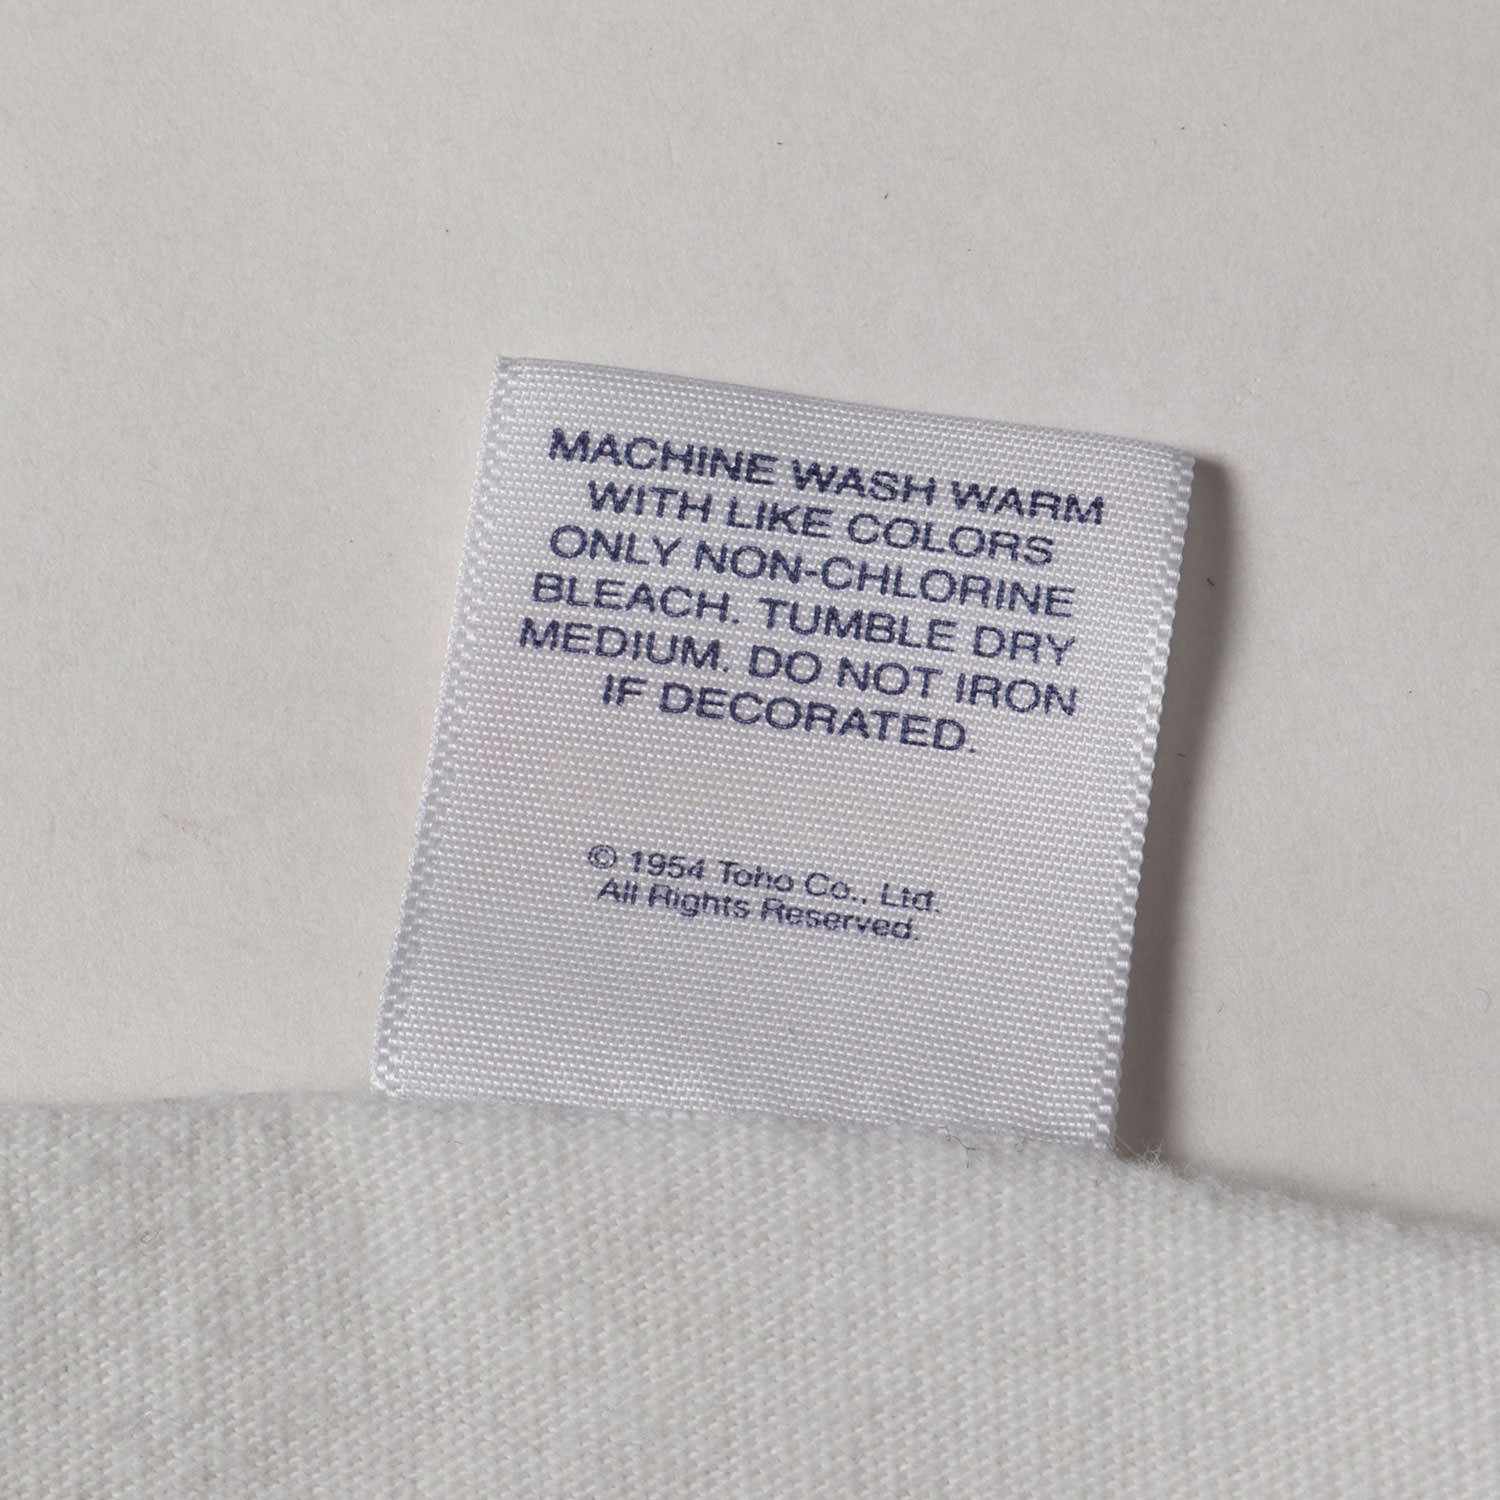 MACHINE WASH WARM
WITH LIKE COLORS
ONLY NON-CHLORINE
BLEACH. TUMBLE DRY
MEDIUM. DO NOT IRON
IF DECORATED.
© 1954 Toho Co., Ltd.
All Rights Reserved.